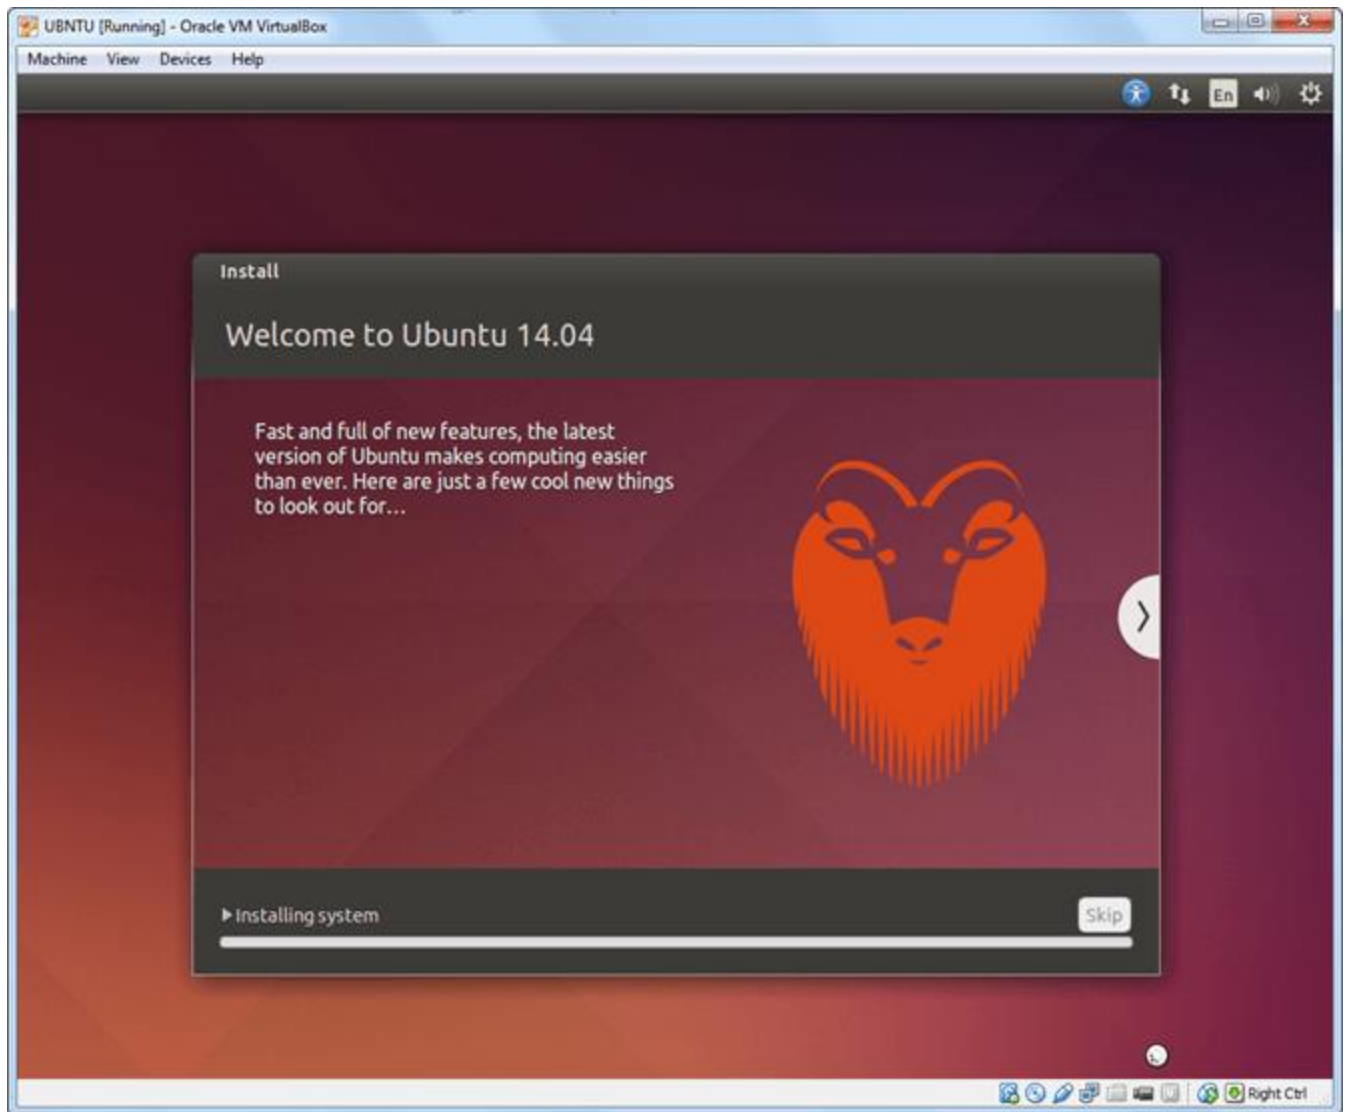 UBNTU [Running] - Oracle VM VirtualBox
Machine View Devices Help
En
Install
Welcome to Ubuntu 14.04
Fast and full of new features, the latest
version of Ubuntu makes computing easier
than ever. Here are just a few cool new things
to look out for...
Installing system
Skip
Right Ctrl